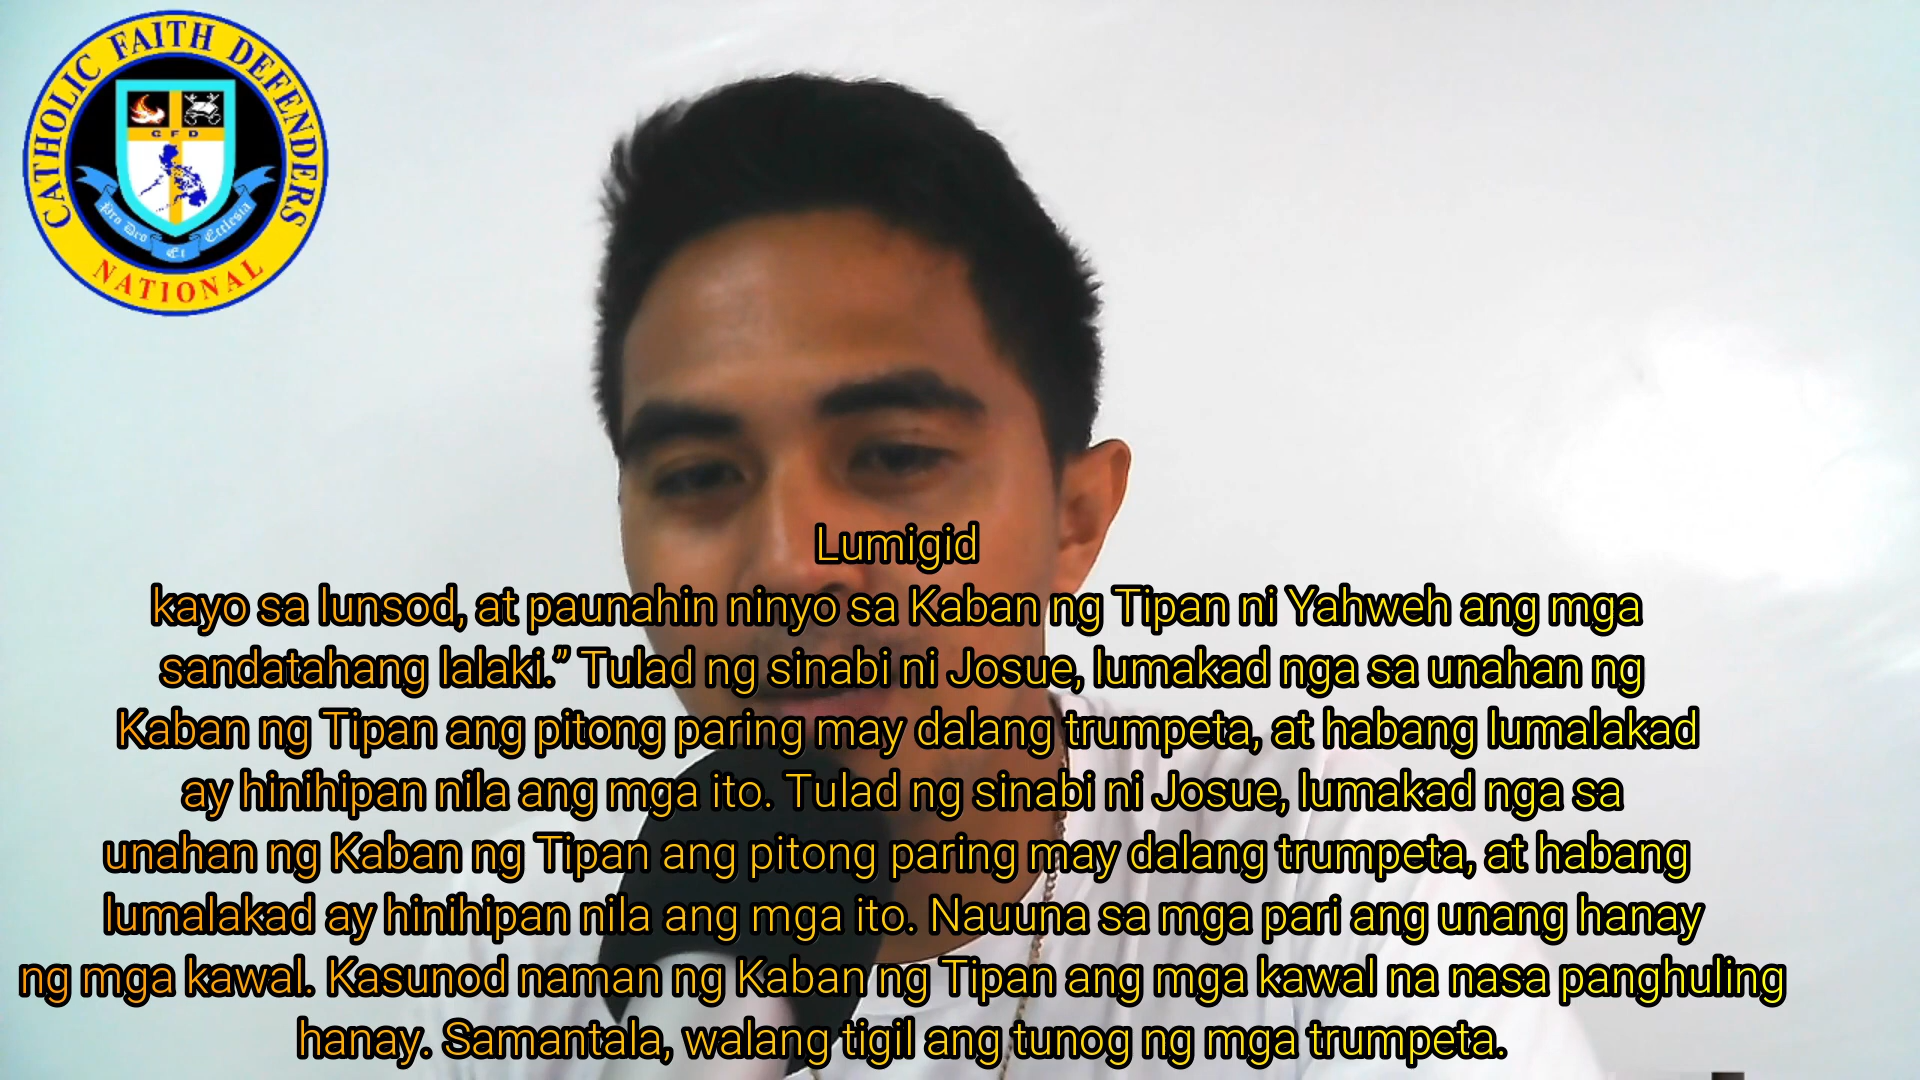 CATHOLIC FAITH DEFENDERS
C F D
Pro Deo Et Ecclesia
NATIONAL
Lumigid
kayo sa lunsod, at paunahin ninyo sa Kaban ng Tipan ni Yahweh ang mga
sandatahang lalaki.” Tulad ng sinabi ni Josue, lumakad nga sa unahan ng
Kaban ng Tipan ang pitong paring may dalang trumpeta, at habang lumalakad
ay hinihipan nila ang mga ito. Tulad ng sinabi ni Josue, lumakad nga sa
unahan ng Kaban ng Tipan ang pitong paring may dalang trumpeta, at habang
lumalakad ay hinihipan nila ang mga ito. Nauuna sa mga pari ang unang hanay
ng mga kawal. Kasunod naman ng Kaban ng Tipan ang mga kawal na nasa panghuling
hanay. Samantala, walang tigil ang tunog ng mga trumpeta.